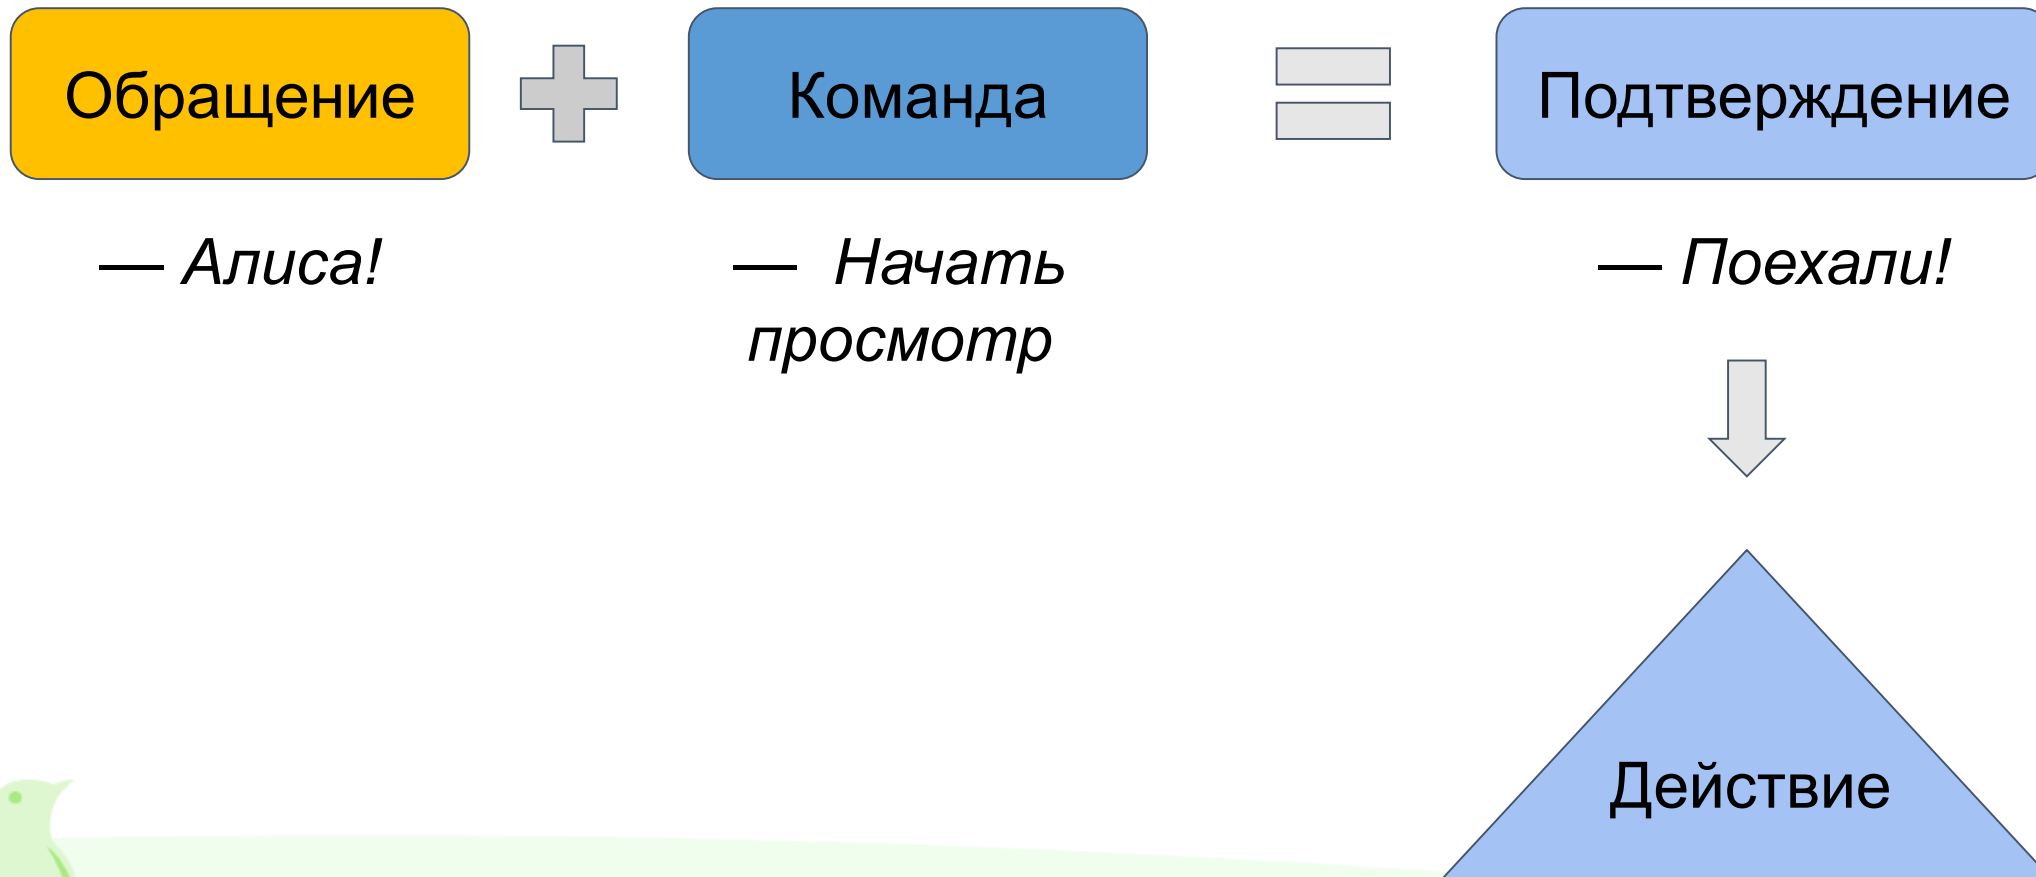 Обращение
Команда
Подтверждение
— Алиса!
— Начать
просмотр
— Поехали!
Действие